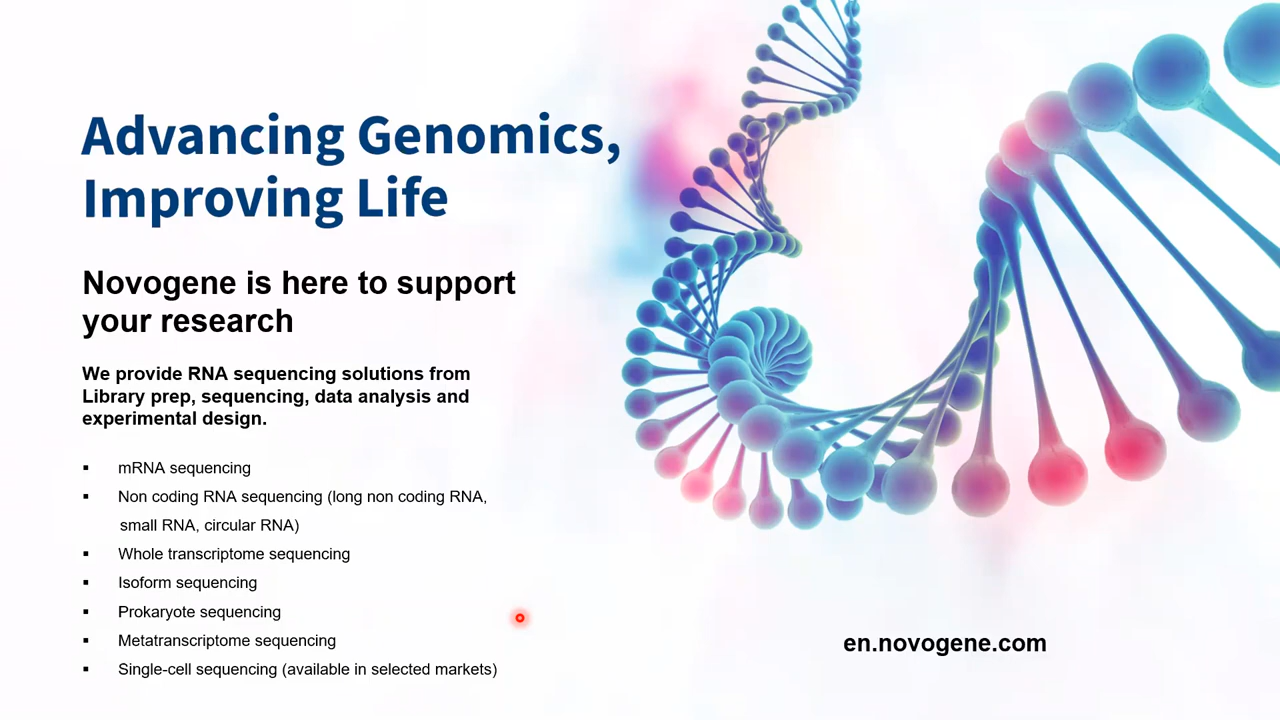 Advancing Genomics,
Improving Life
Novogene is here to support
your research
We provide RNA sequencing solutions from
Library prep, sequencing, data analysis and
experimental design.
▪ mRNA sequencing
▪ Non coding RNA sequencing (long non coding RNA,
small RNA, circular RNA)
▪ Whole transcriptome sequencing
▪ Isoform sequencing
▪ Prokaryote sequencing
▪ Metatranscriptome sequencing
▪ Single-cell sequencing (available in selected markets)
en.novogene.com